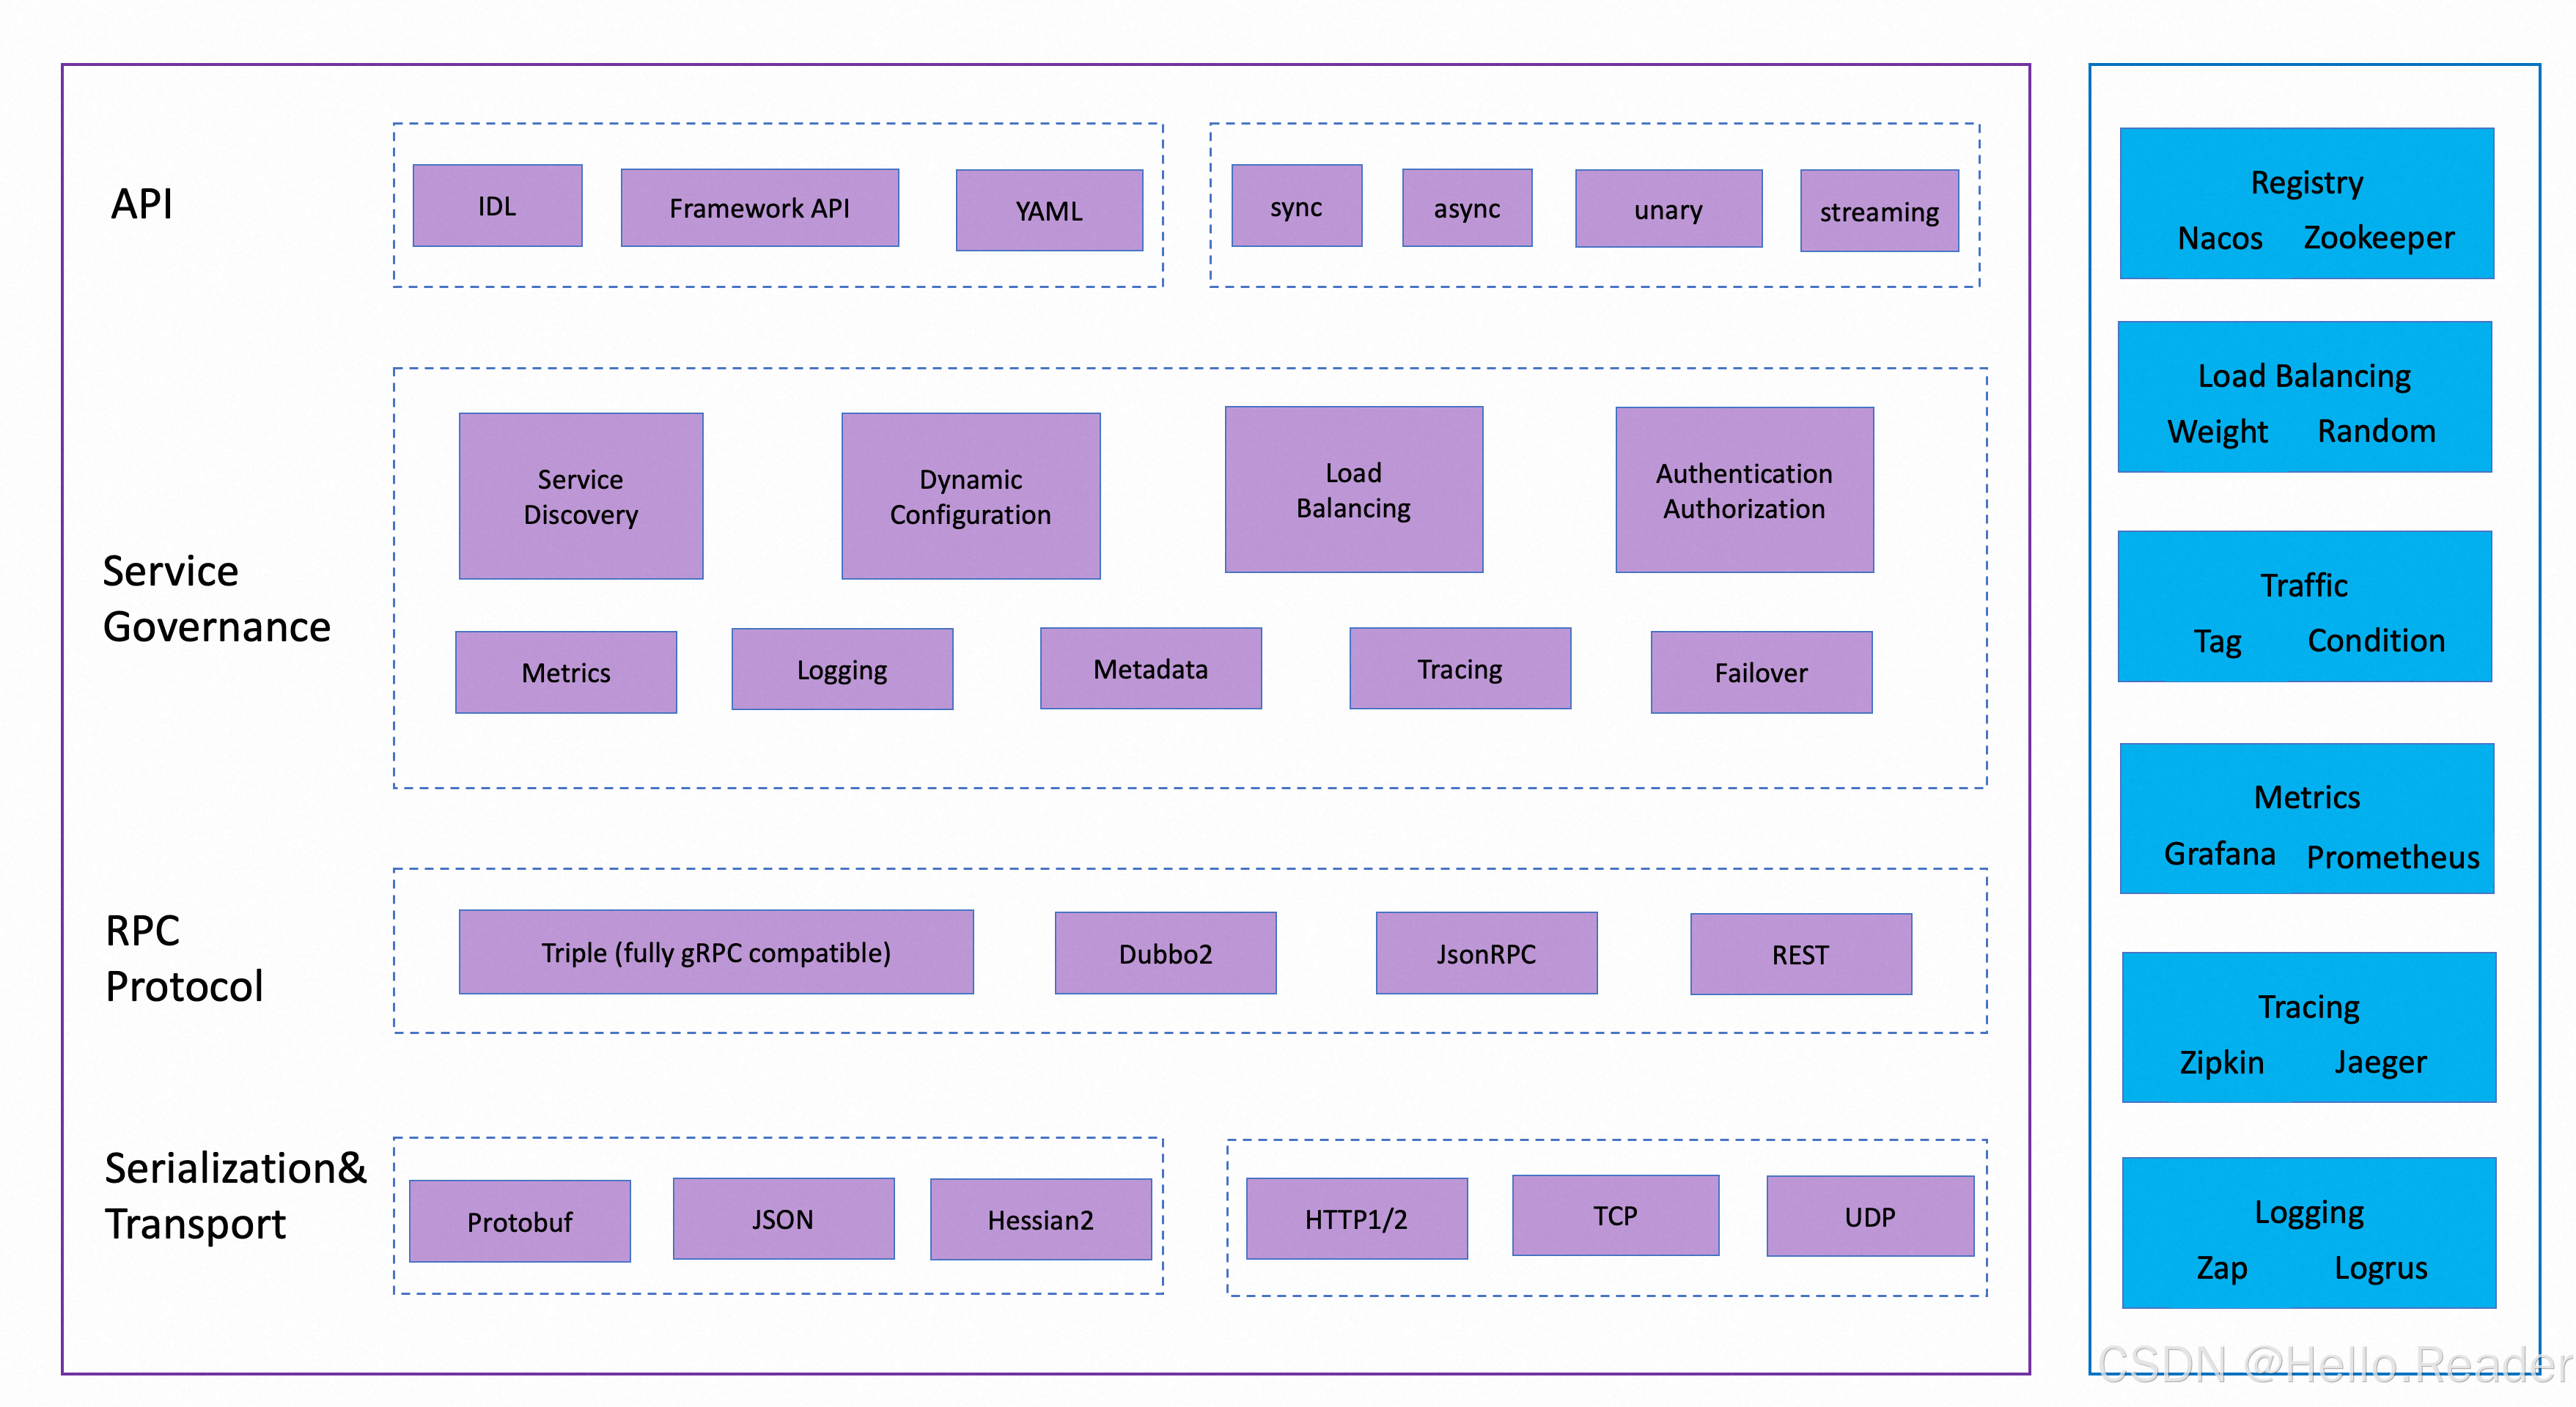 API
IDL
Framework API
YAML
sync
async
unary
streaming
Service
Governance
Service
Discovery
Dynamic
Configuration
Load
Balancing
Authentication
Authorization
Metrics
Logging
Metadata
Tracing
Failover
RPC
Protocol
Triple (fully gRPC compatible)
Dubbo2
JsonRPC
REST
Serialization&
Transport
Protobuf
JSON
Hessian2
HTTP1/2
TCP
UDP
Registry
Nacos Zookeeper
Load Balancing
Weight Random
Traffic
Tag Condition
Metrics
Grafana Prometheus
Tracing
Zipkin Jaeger
Logging
Zap Logrus
CSDN @Hello.Reader